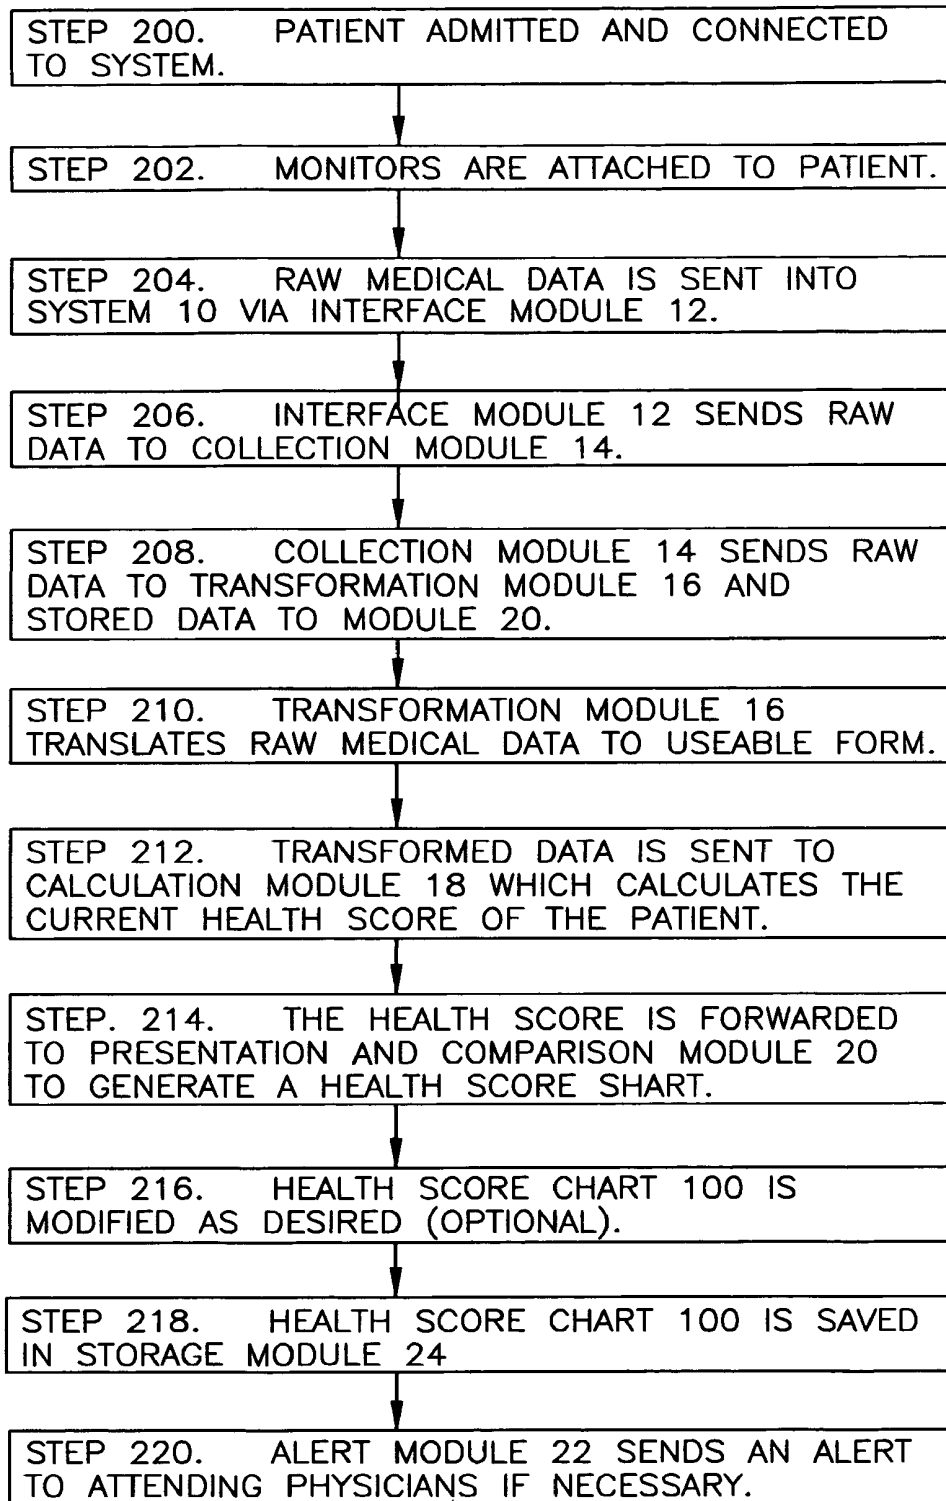 STEP 200. PATIENT ADMITTED AND CONNECTED
TO SYSTEM.
STEP 202. MONITORS ARE ATTACHED TO PATIENT.
STEP 204. RAW MEDICAL DATA IS SENT INTO
SYSTEM 10 VIA INTERFACE MODULE 12.
STEP 206. INTERFACE MODULE 12 SENDS RAW
DATA TO COLLECTION MODULE 14.
STEP 208. COLLECTION MODULE 14 SENDS RAW
DATA TO TRANSFORMATION MODULE 16 AND
STORED DATA TO MODULE 20.
STEP 210. TRANSFORMATION MODULE 16
TRANSLATES RAW MEDICAL DATA TO USEABLE FORM.
STEP 212. TRANSFORMED DATA IS SENT TO
CALCULATION MODULE 18 WHICH CALCULATES THE
CURRENT HEALTH SCORE OF THE PATIENT.
STEP. 214. THE HEALTH SCORE IS FORWARDED
TO PRESENTATION AND COMPARISON MODULE 20
TO GENERATE A HEALTH SCORE SHART.
STEP 216. HEALTH SCORE CHART 100 IS
MODIFIED AS DESIRED (OPTIONAL).
STEP 218. HEALTH SCORE CHART 100 IS SAVED
IN STORAGE MODULE 24
STEP 220. ALERT MODULE 22 SENDS AN ALERT
TO ATTENDING PHYSICIANS IF NECESSARY.